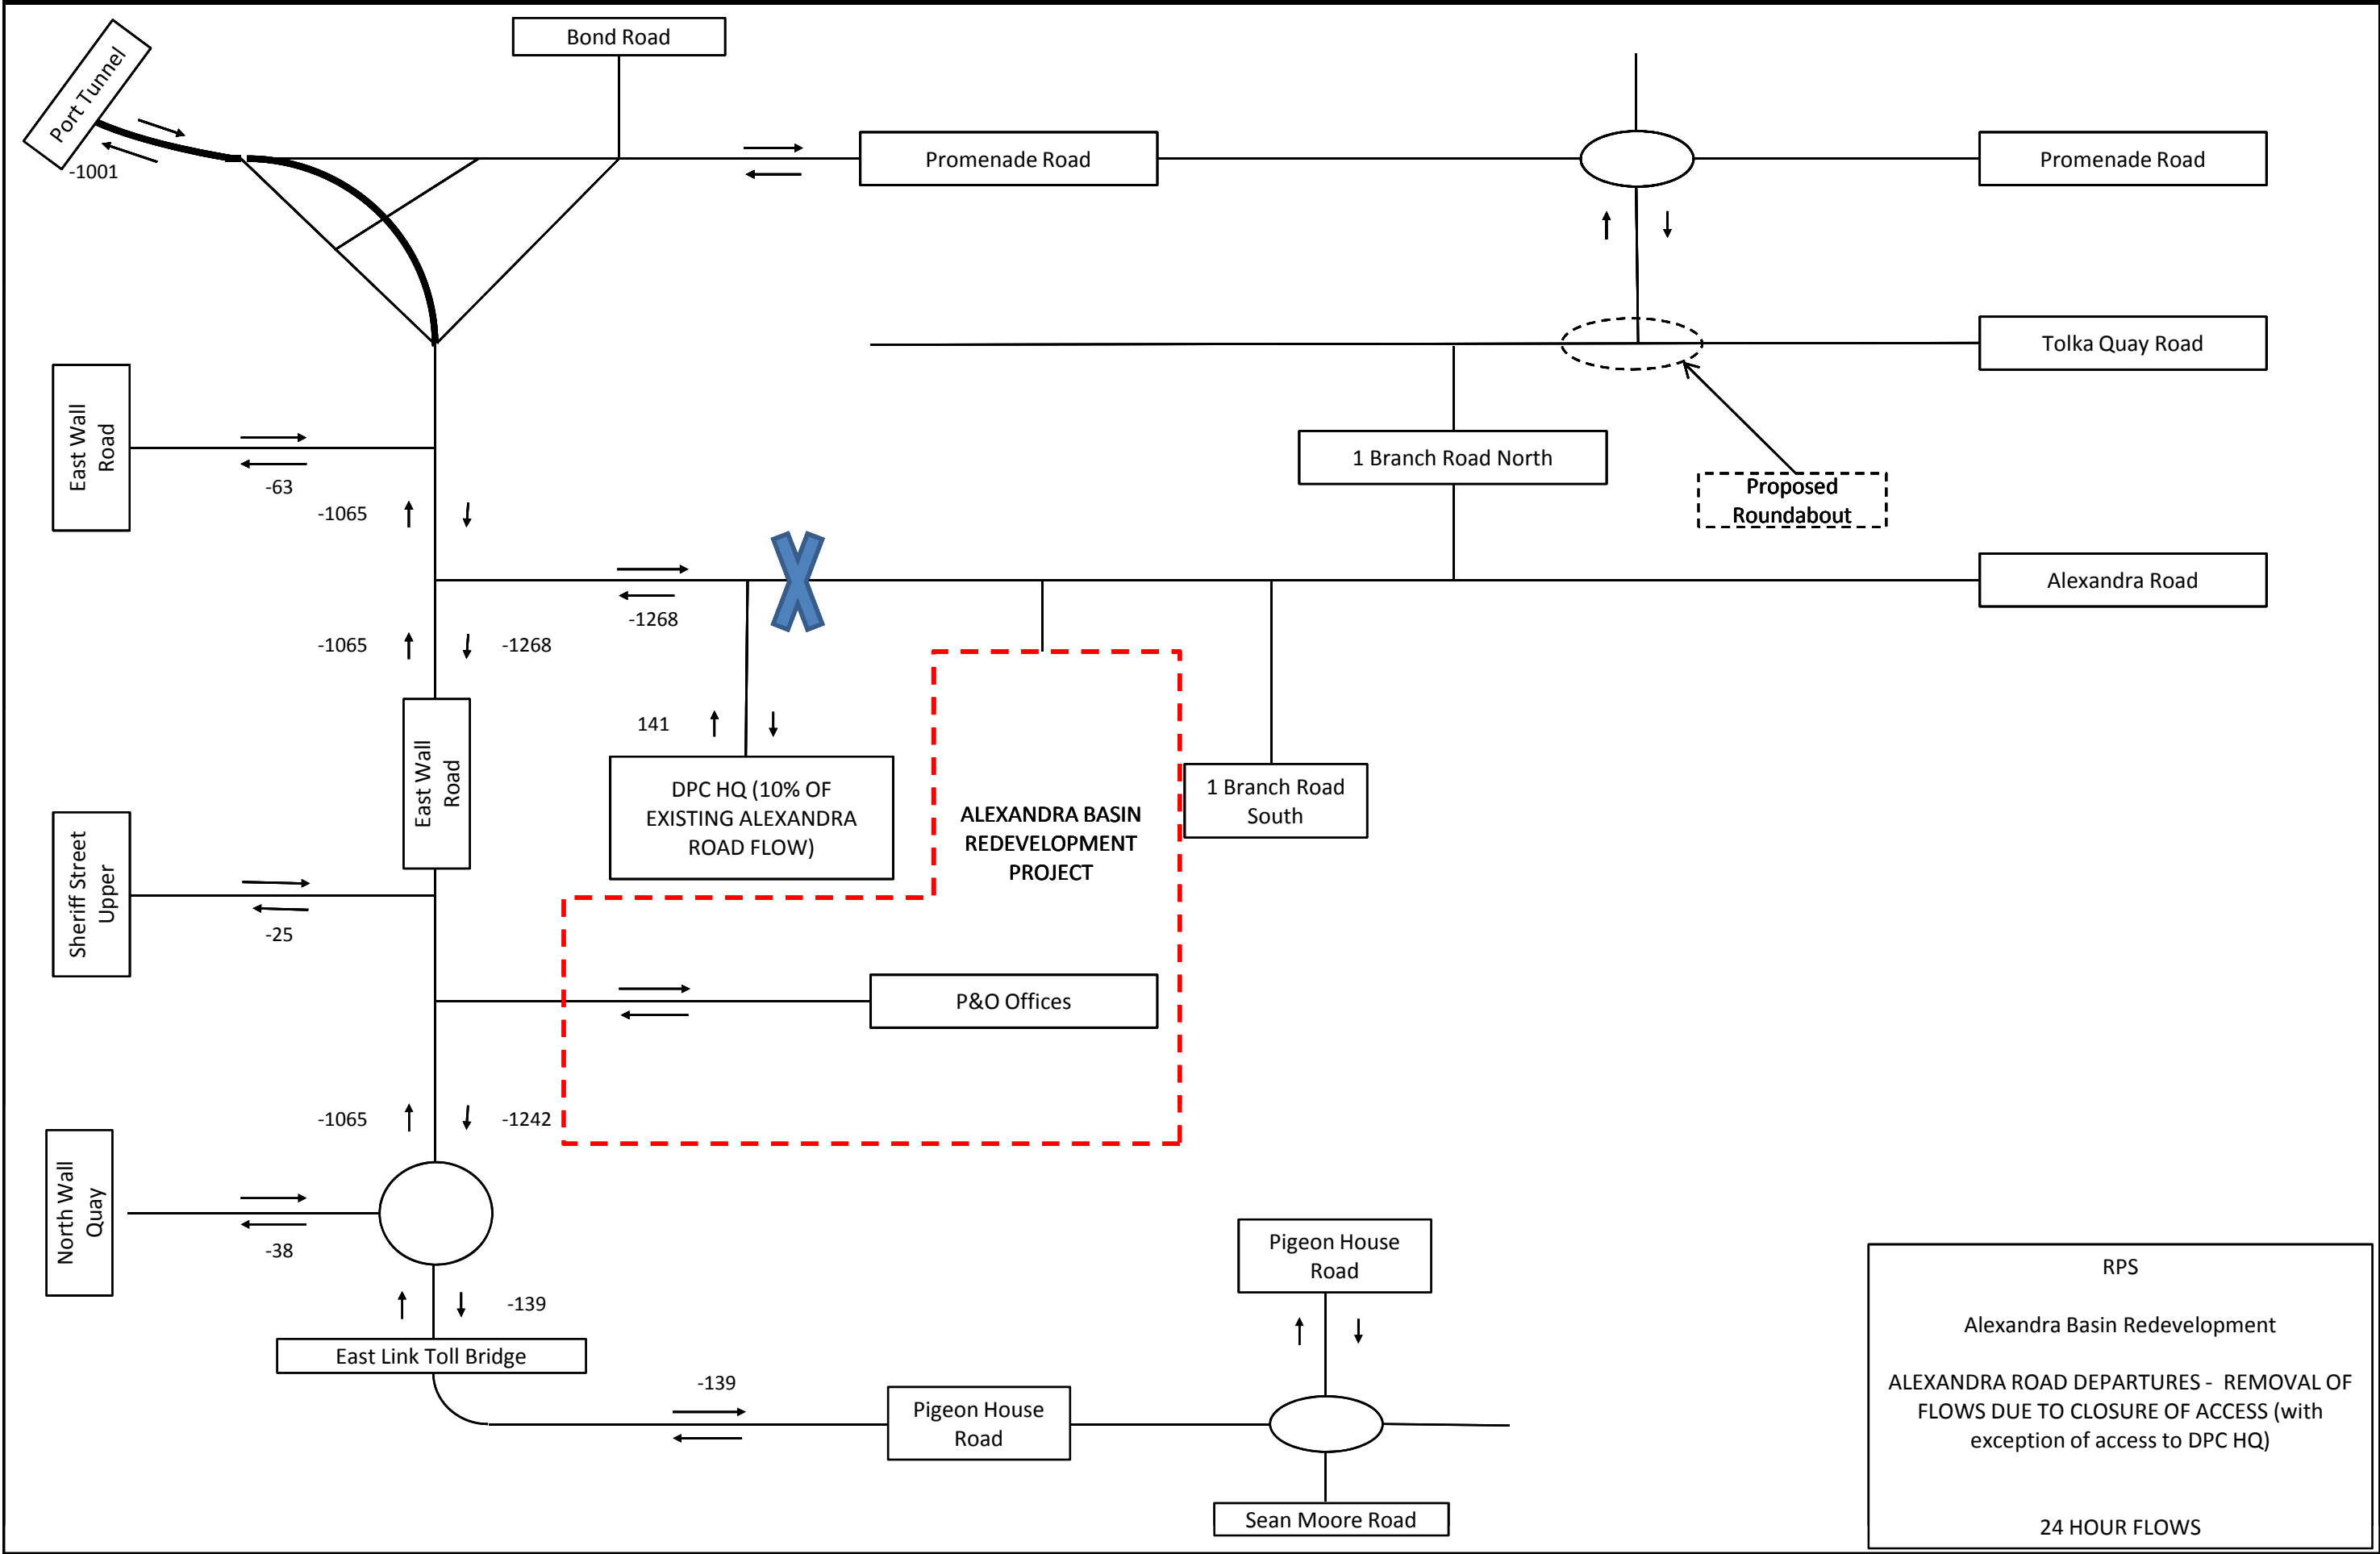 Bond Road
Port Tunnel
-1001
Promenade Road
Promenade Road
Tolka Quay Road
East Wall
Road
-63
1 Branch Road North
Proposed
Roundabout
-1065
Alexandra Road
-1268
-1065
-1268
East Wall
Road
141
DPC HQ (10% OF
EXISTING ALEXANDRA
ROAD FLOW)
ALEXANDRA BASIN
REDEVELOPMENT
PROJECT
1 Branch Road
South
Sheriff Street
Upper
-25
P&O Offices
-1065
-1242
North Wall
Quay
-38
-139
East Link Toll Bridge
-139
Pigeon House
Road
Pigeon House
Road
Sean Moore Road
RPS
Alexandra Basin Redevelopment
ALEXANDRA ROAD DEPARTURES - REMOVAL OF
FLOWS DUE TO CLOSURE OF ACCESS (with
exception of access to DPC HQ)
24 HOUR FLOWS